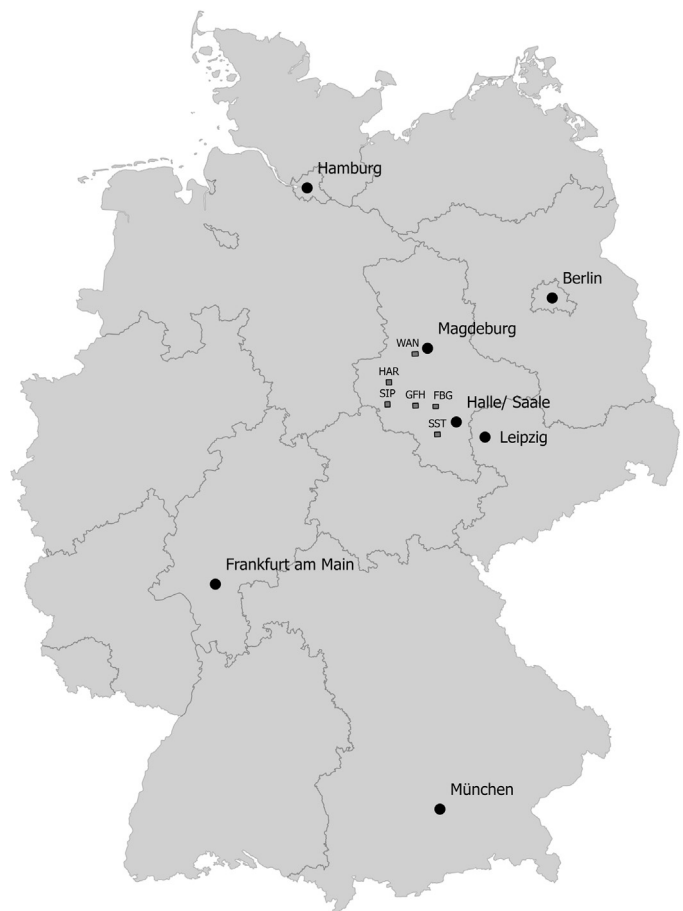 Hamburg
Berlin
Magdeburg
WAN
HAR
SIP
GFH
FBG
Halle/ Saale
SST
Leipzig
Frankfurt am Main
München